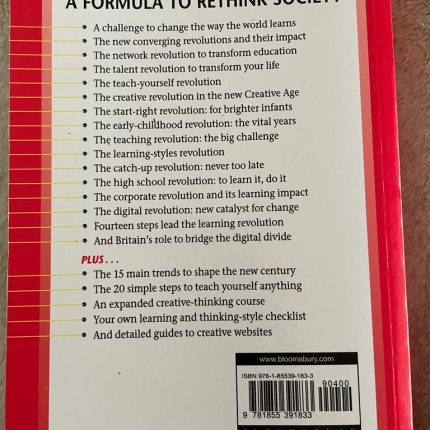 A FORMULA TO RETHINK SOCIETY
• A challenge to change the way the world learns
• The new converging revolutions and their impact
• The network revolution to transform education
• The talent revolution to transform your life
• The teach-yourself revolution
• The creative revolution in the new Creative Age
• The start-right revolution: for brighter infants
• The early-childhood revolution: the vital years
• The teaching revolution: the big challenge
• The learning-styles revolution
• The catch-up revolution: never too late
• The high school revolution: to learn it, do it
• The corporate revolution and its learning impact
• The digital revolution: new catalyst for change
• Fourteen steps lead the learning revolution
• And Britain's role to bridge the digital divide
PLUS...
• The 15 main trends to shape the new century
• The 20 simple steps to teach yourself anything
• An expanded creative-thinking course
• Your own learning and thinking-style checklist
• And detailed guides to creative websites
www.bloomsbury.com
ISBN 978-1-85539-183-3
90400
9 781855 391833